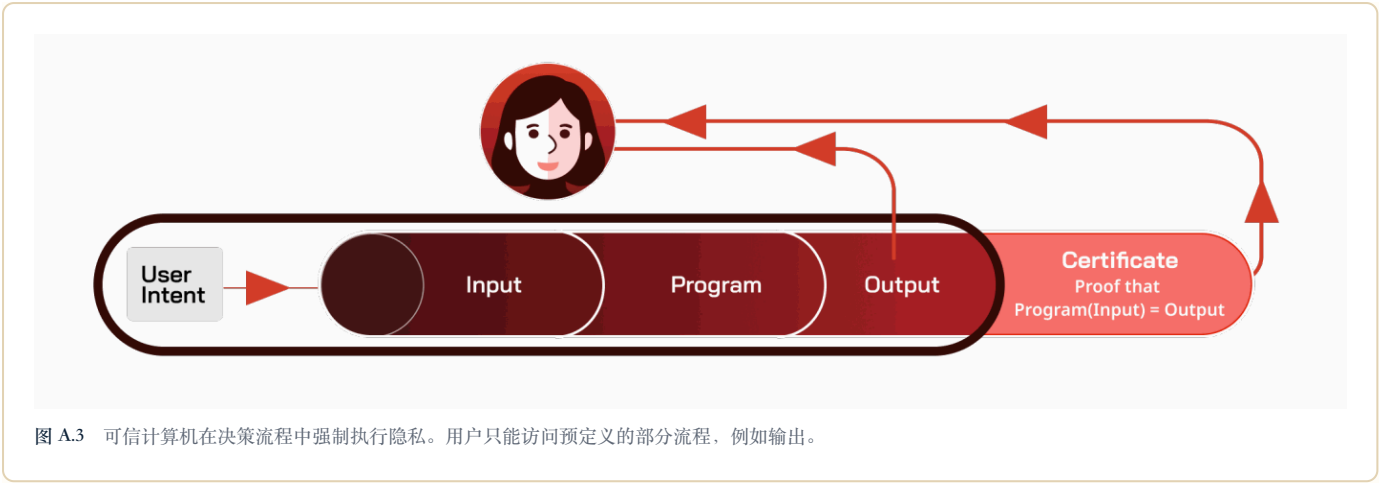 User
Intent
Input
Program
Output
Certificate
Proof that
Program(Input) = Output
图 A.3 可信计算机在决策流程中强制执行隐私。用户只能访问预定义的部分流程，例如输出。